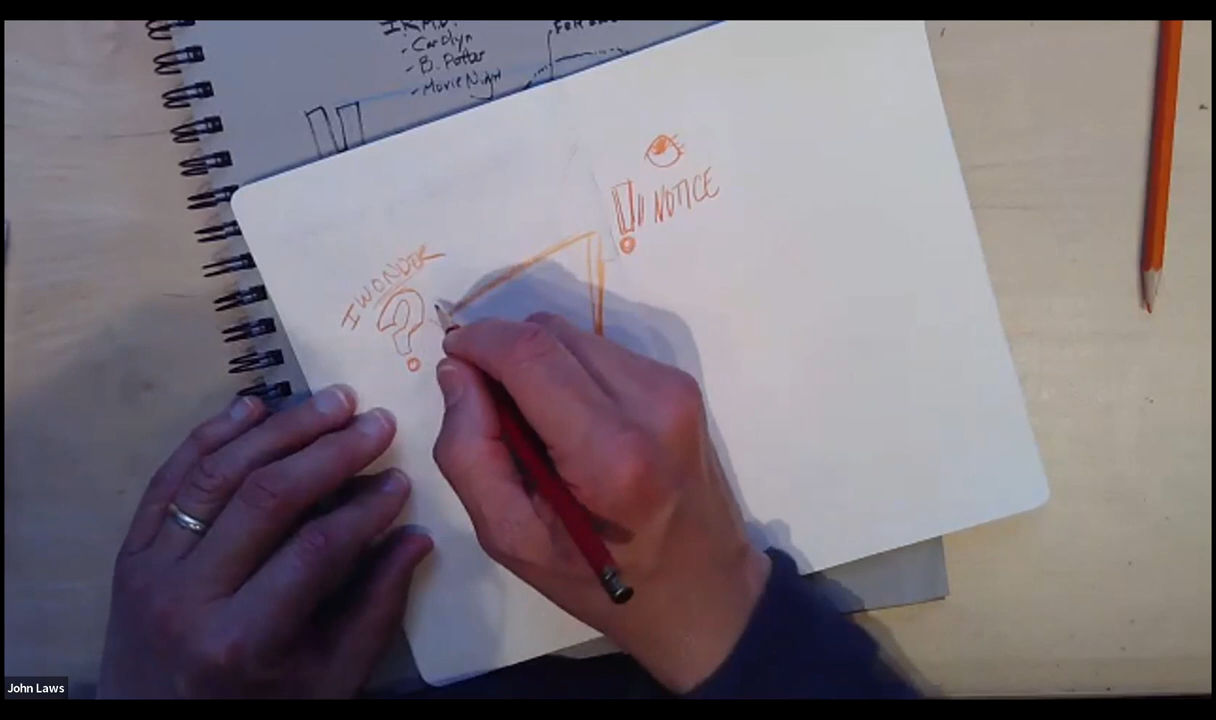 - Carolyn
- B. Potter
- Movie Night
! I NOTICE
I WONDER
?
John Laws